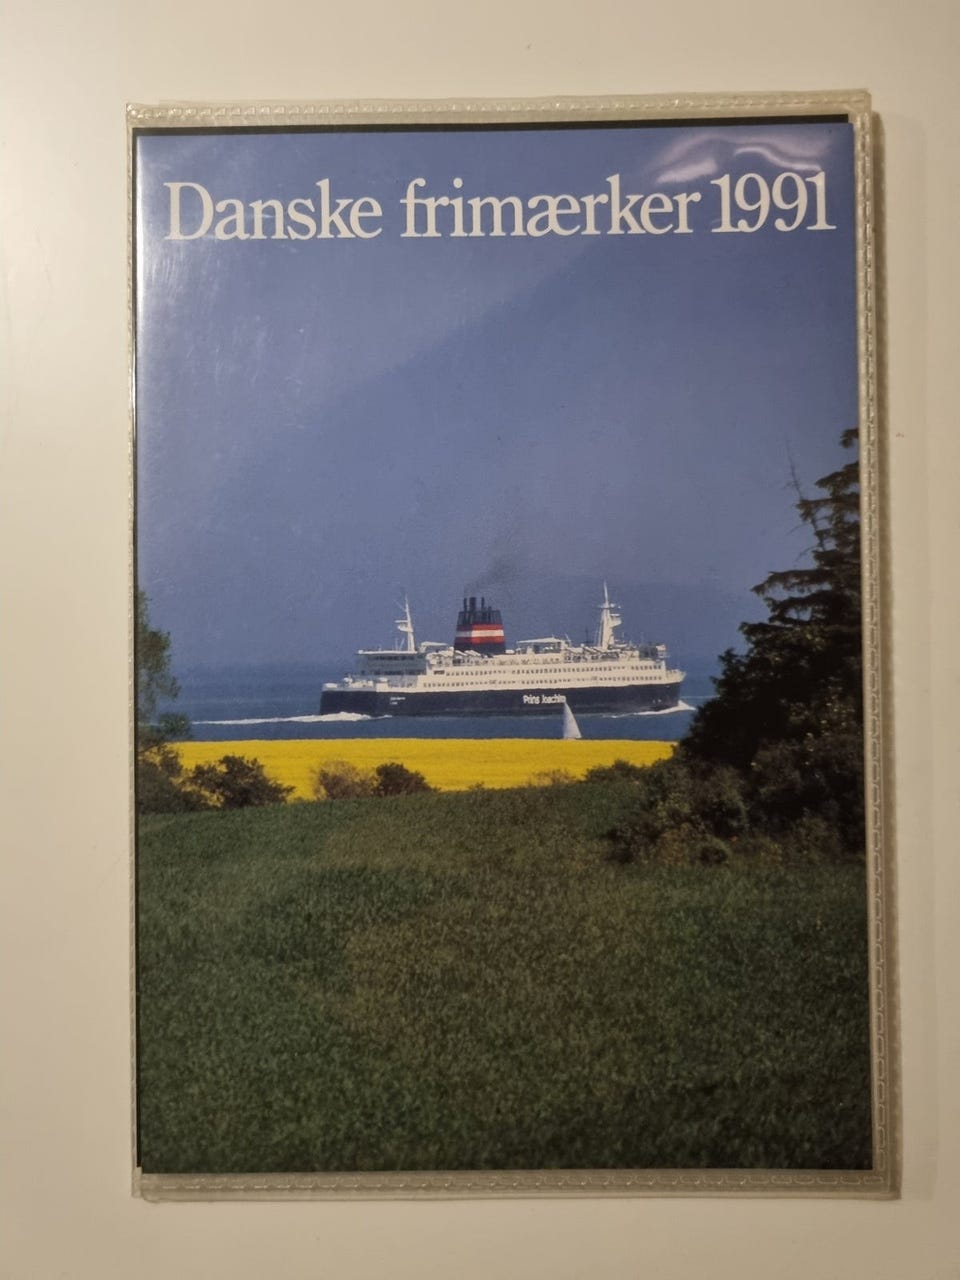 Danske frimærker 1991
Prins Joachim